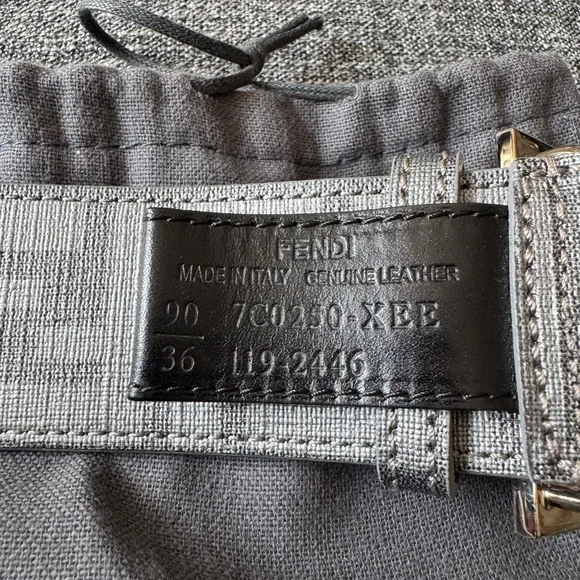 FENDI
MADE IN ITALY GENUINE LEATHER
90 7C0250-XEE
36 119-2446